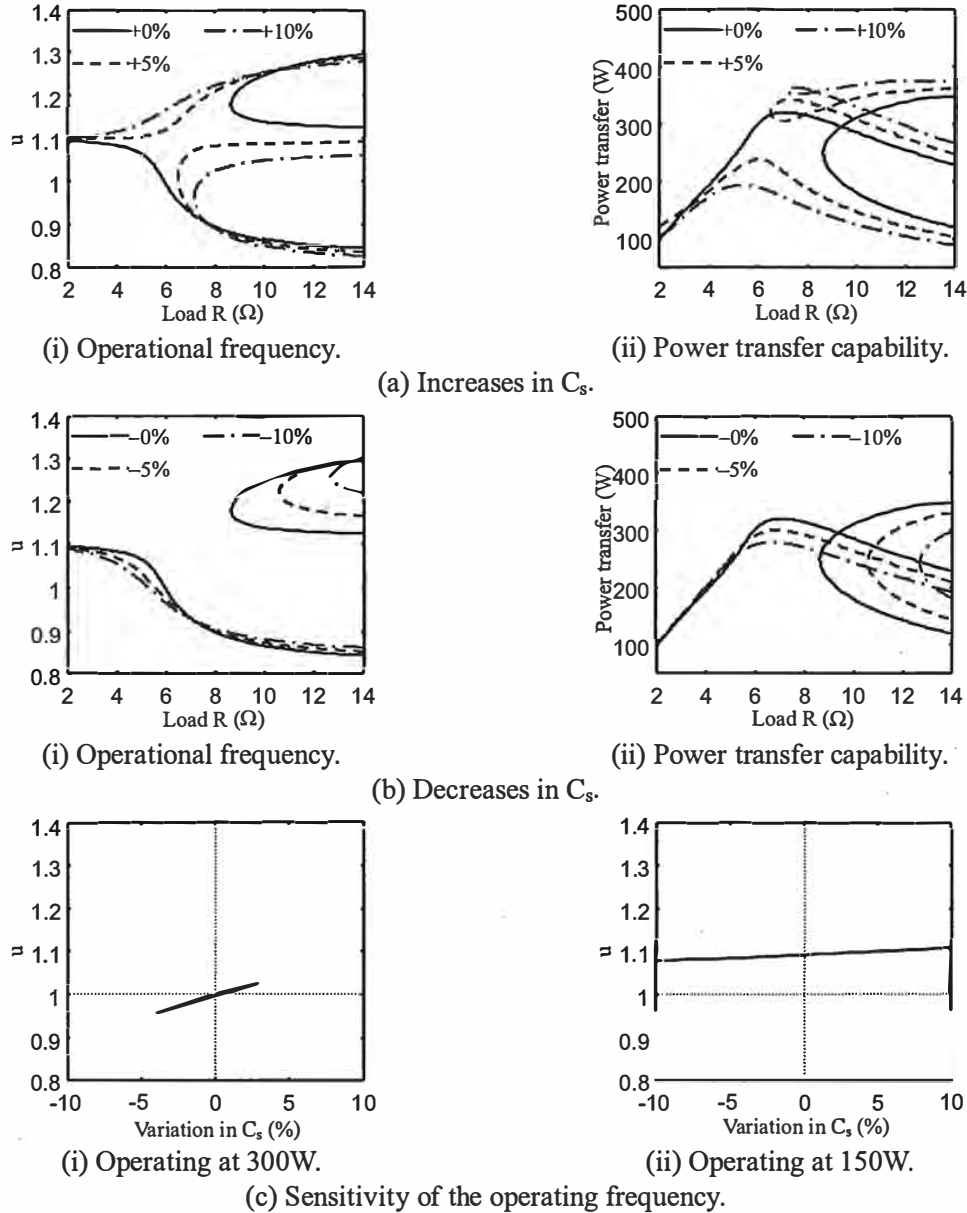 1.4
+0%
+10%
+5%
1.3
1.2
1.1
1
0.9
0.8
u
2 4 6 8 10 12 14
Load R (Ω)
(i) Operational frequency.
500
+0%
+10%
+5%
400
300
200
100
Power transfer (W)
2 4 6 8 10 12 14
Load R (Ω)
(ii) Power transfer capability.
(a) Increases in Cs.
1.4
–0%
–10%
–5%
1.3
1.2
1.1
1
0.9
0.8
u
2 4 6 8 10 12 14
Load R (Ω)
(i) Operational frequency.
500
–0%
–10%
–5%
400
300
200
100
Power transfer (W)
2 4 6 8 10 12 14
Load R (Ω)
(ii) Power transfer capability.
(b) Decreases in Cs.
1.4
1.3
1.2
1.1
1
0.9
0.8
u
-10 -5 0 5 10
Variation in Cs (%)
(i) Operating at 300W.
1.4
1.3
1.2
1.1
1
0.9
0.8
u
-10 -5 0 5 10
Variation in Cs (%)
(ii) Operating at 150W.
(c) Sensitivity of the operating frequency.